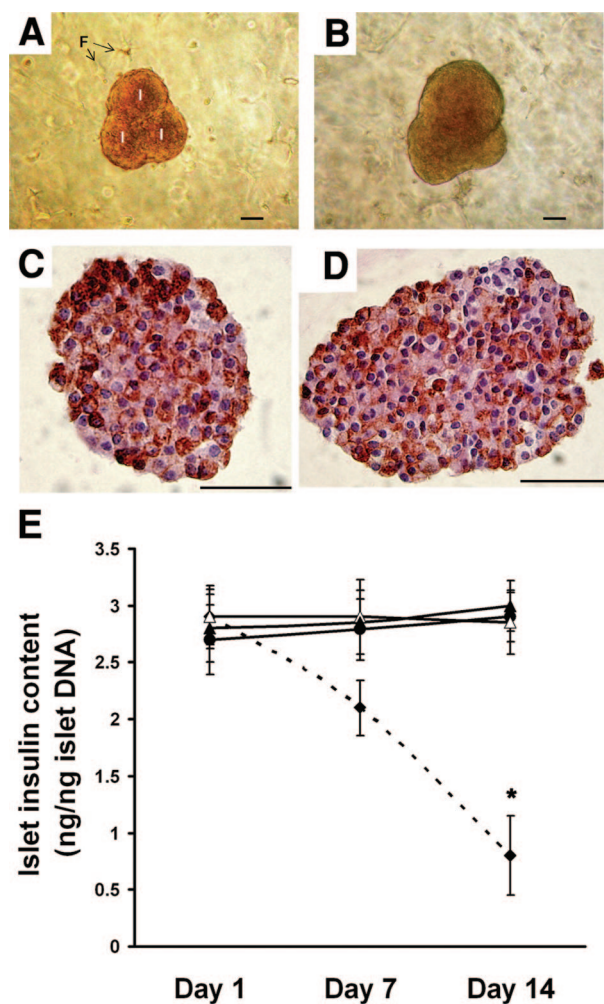 A
F
I
I I
B
C
D
E
Islet insulin content
(ng/ng islet DNA)
3.5
3
2.5
2
1.5
1
0.5
0
*
Day 1 Day 7 Day 14